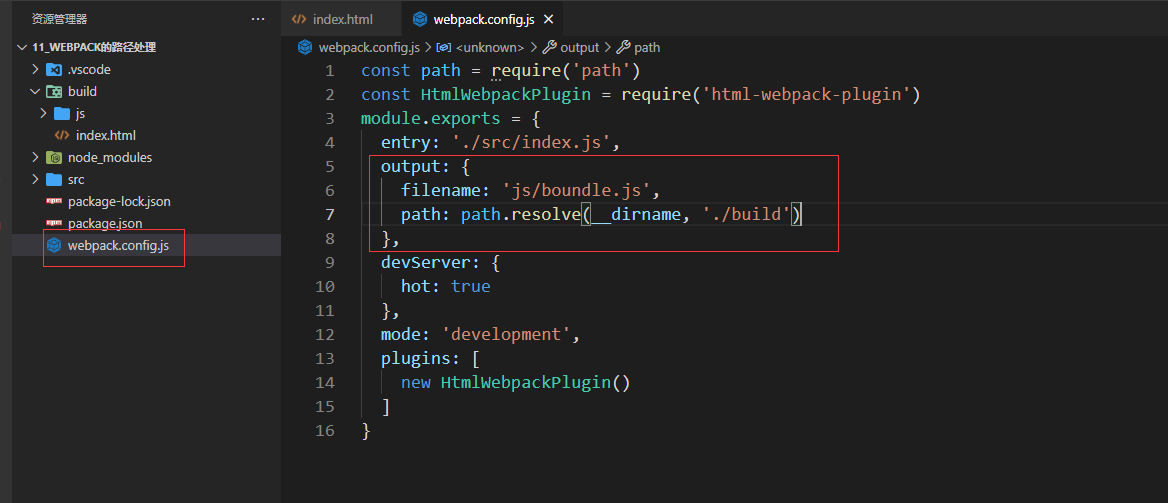 资源管理器 ···
11_WEBPACK的路径处理
.vscode
build
js
index.html
node_modules
src
package-lock.json
package.json
webpack.config.js
index.html webpack.config.js
webpack.config.js > <unknown> > output > path
1 const path = require('path')
2 const HtmlWebpackPlugin = require('html-webpack-plugin')
3 module.exports = {
4 entry: './src/index.js',
5 output: {
6 filename: 'js/boundle.js',
7 path: path.resolve(__dirname, './build')
8 },
9 devServer: {
10 hot: true
11 },
12 mode: 'development',
13 plugins: [
14 new HtmlWebpackPlugin()
15 ]
16 }